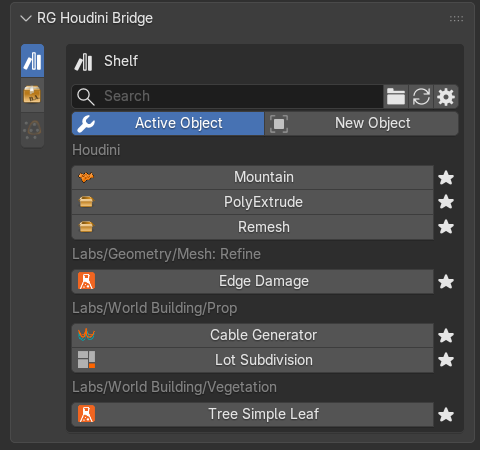 RG Houdini Bridge
Shelf
Search
Active Object New Object
Houdini
Mountain
PolyExtrude
Remesh
Labs/Geometry/Mesh: Refine
Edge Damage
Labs/World Building/Prop
Cable Generator
Lot Subdivision
Labs/World Building/Vegetation
Tree Simple Leaf